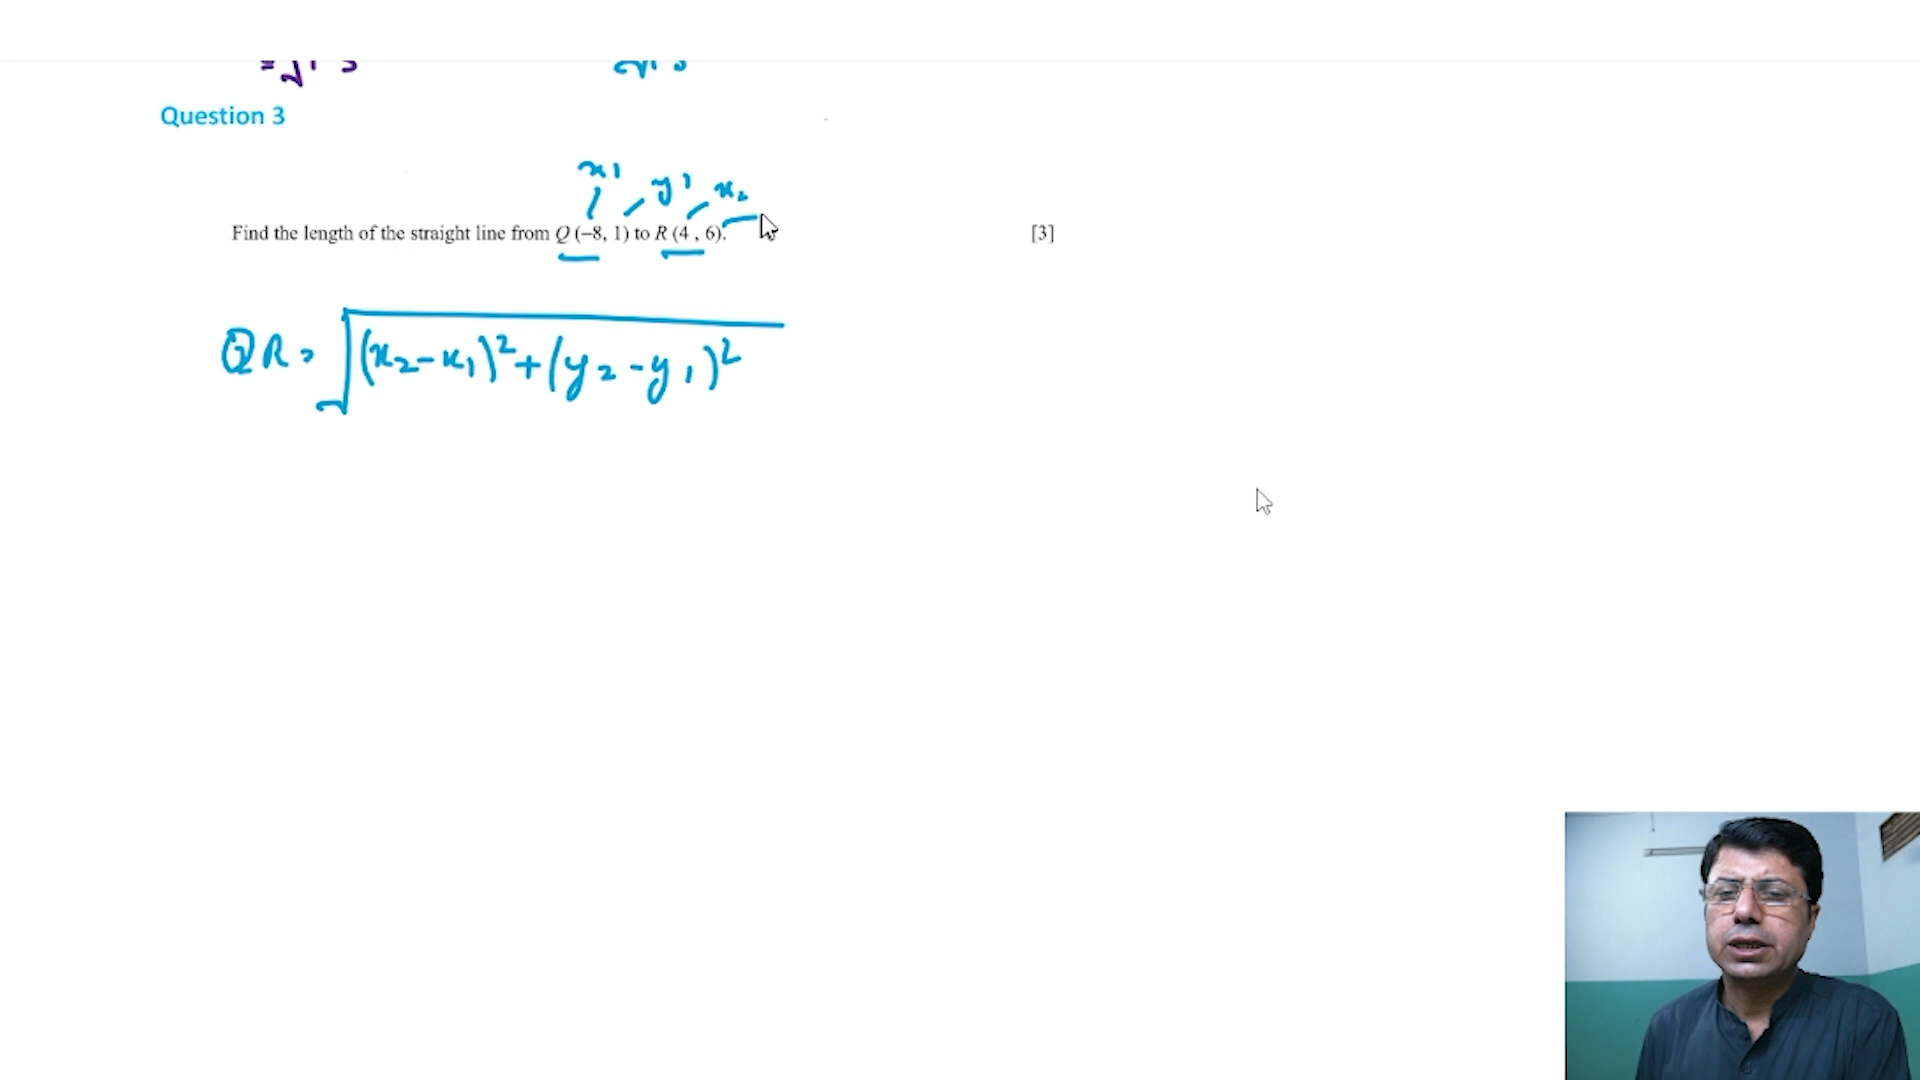 Question 3
x1 y1 x2
Find the length of the straight line from Q (−8, 1) to R (4 , 6). [3]
QR = √(x2-x1)²+(y2-y1)²